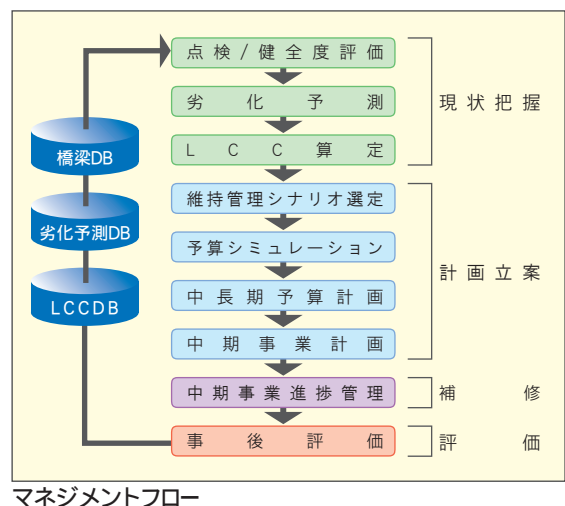 点検/健全度評価
劣化予測
LCC算定
維持管理シナリオ選定
予算シミュレーション
中長期予算計画
中期事業計画
中期事業進捗管理
事後評価
現状把握
計画立案
補修
評価
橋梁DB
劣化予測DB
LCCDB
マネジメントフロー